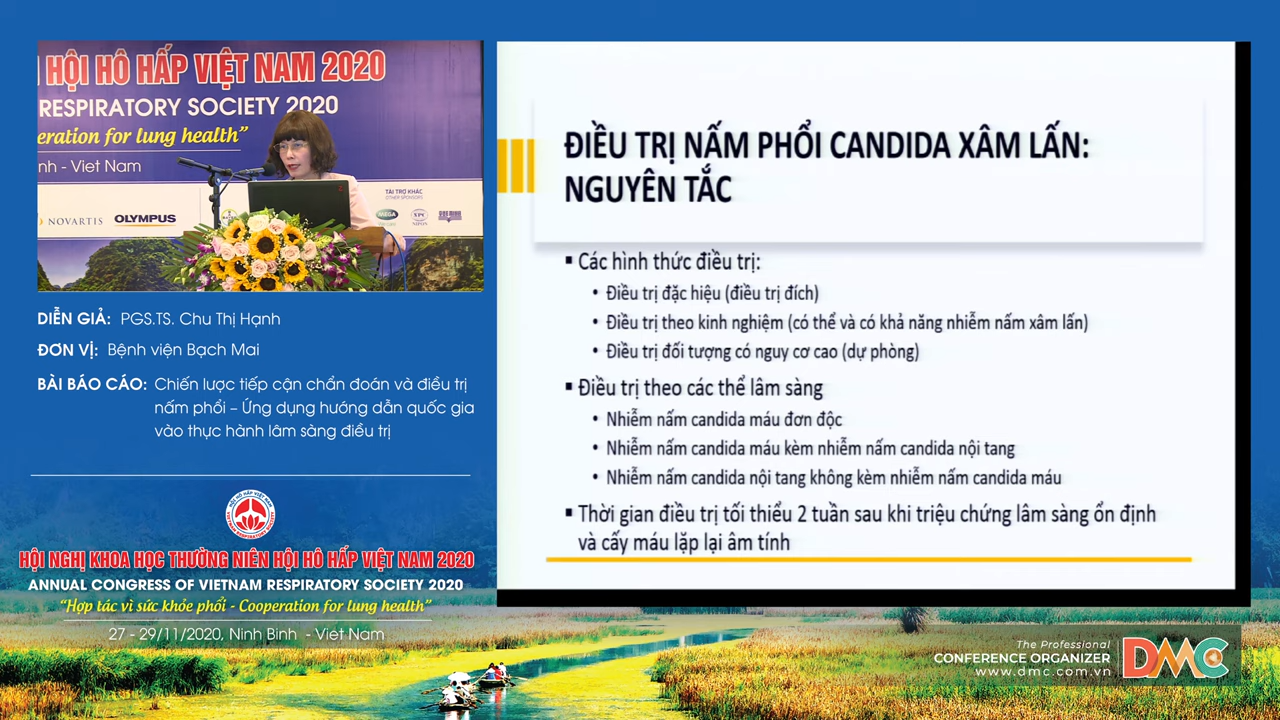 HỘI HÔ HẤP VIỆT NAM 2020
RESPIRATORY SOCIETY 2020
eration for lung health”
nh - Viet Nam
TÀI TRỢ KHÁC
OTHER SPONSORS
NOVARTIS
OLYMPUS
MEGA
DIỄN GIẢ: PGS.TS. Chu Thị Hạnh
ĐƠN VỊ: Bệnh viện Bạch Mai
BÀI BÁO CÁO: Chiến lược tiếp cận chẩn đoán và điều trị
nấm phổi – Ứng dụng hướng dẫn quốc gia
vào thực hành lâm sàng điều trị
HỘI HÔ HẤP VIỆT NAM
VIETNAM RESPIRATORY SOCIETY
HỘI NGHỊ KHOA HỌC THƯỜNG NIÊN HỘI HÔ HẤP VIỆT NAM 2020
ANNUAL CONGRESS OF VIETNAM RESPIRATORY SOCIETY 2020
“Hợp tác vì sức khỏe phổi - Cooperation for lung health”
27 - 29/11/2020, Ninh Binh - Viet Nam
ĐIỀU TRỊ NẤM PHỔI CANDIDA XÂM LẤN:
NGUYÊN TẮC
▪ Các hình thức điều trị:
• Điều trị đặc hiệu (điều trị đích)
• Điều trị theo kinh nghiệm (có thể và có khả năng nhiễm nấm xâm lấn)
• Điều trị đối tượng có nguy cơ cao (dự phòng)
▪ Điều trị theo các thể lâm sàng
• Nhiễm nấm candida máu đơn độc
• Nhiễm nấm candida máu kèm nhiễm nấm candida nội tang
• Nhiễm nấm candida nội tang không kèm nhiễm nấm candida máu
▪ Thời gian điều trị tối thiểu 2 tuần sau khi triệu chứng lâm sàng ổn định
và cấy máu lặp lại âm tính
The Professional
CONFERENCE ORGANIZER
www.dmc.com.vn
DMC